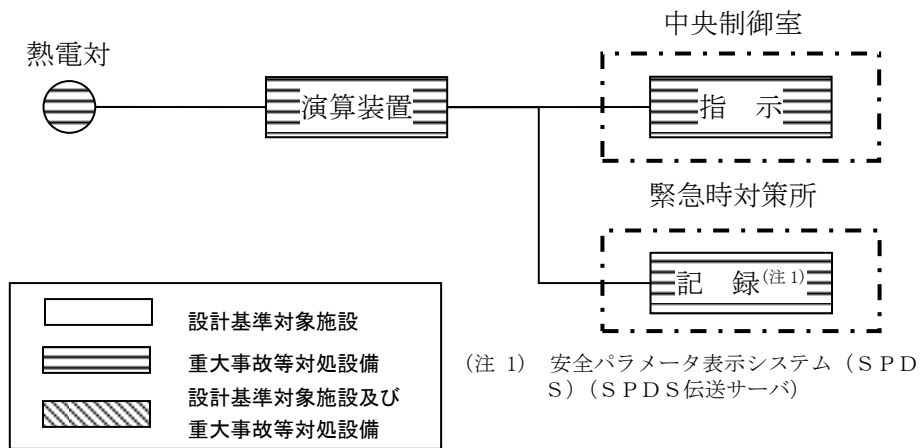 中央制御室
熱電対
演算装置
指　示
緊急時対策所
記　録(注1)
設計基準対象施設
重大事故等対処設備
設計基準対象施設及び
重大事故等対処設備
(注 1)　安全パラメータ表示システム（ＳＰＤ
Ｓ）（ＳＰＤＳ伝送サーバ）